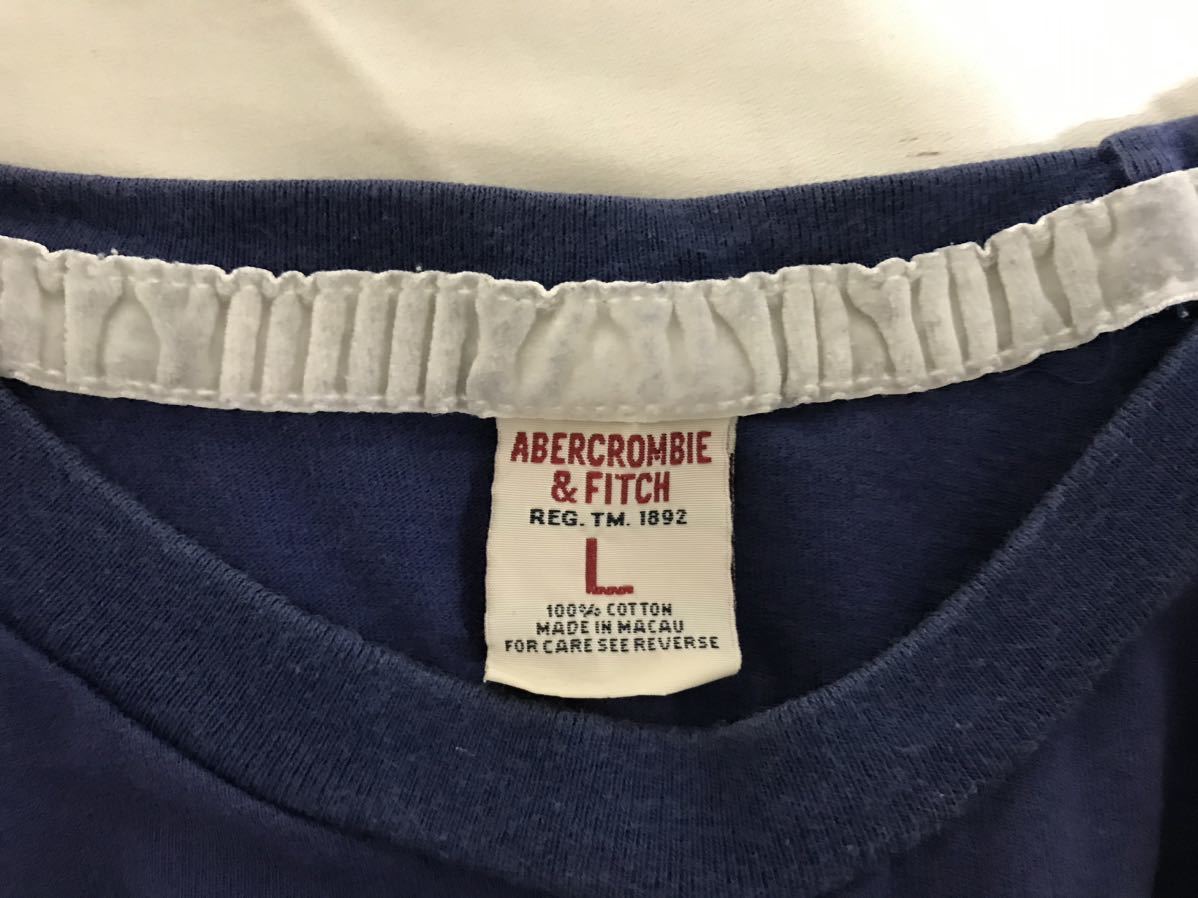 ABERCROMBIE
& FITCH
REG. TM. 1892
L
100% COTTON
MADE IN MACAU
FOR CARE SEE REVERSE